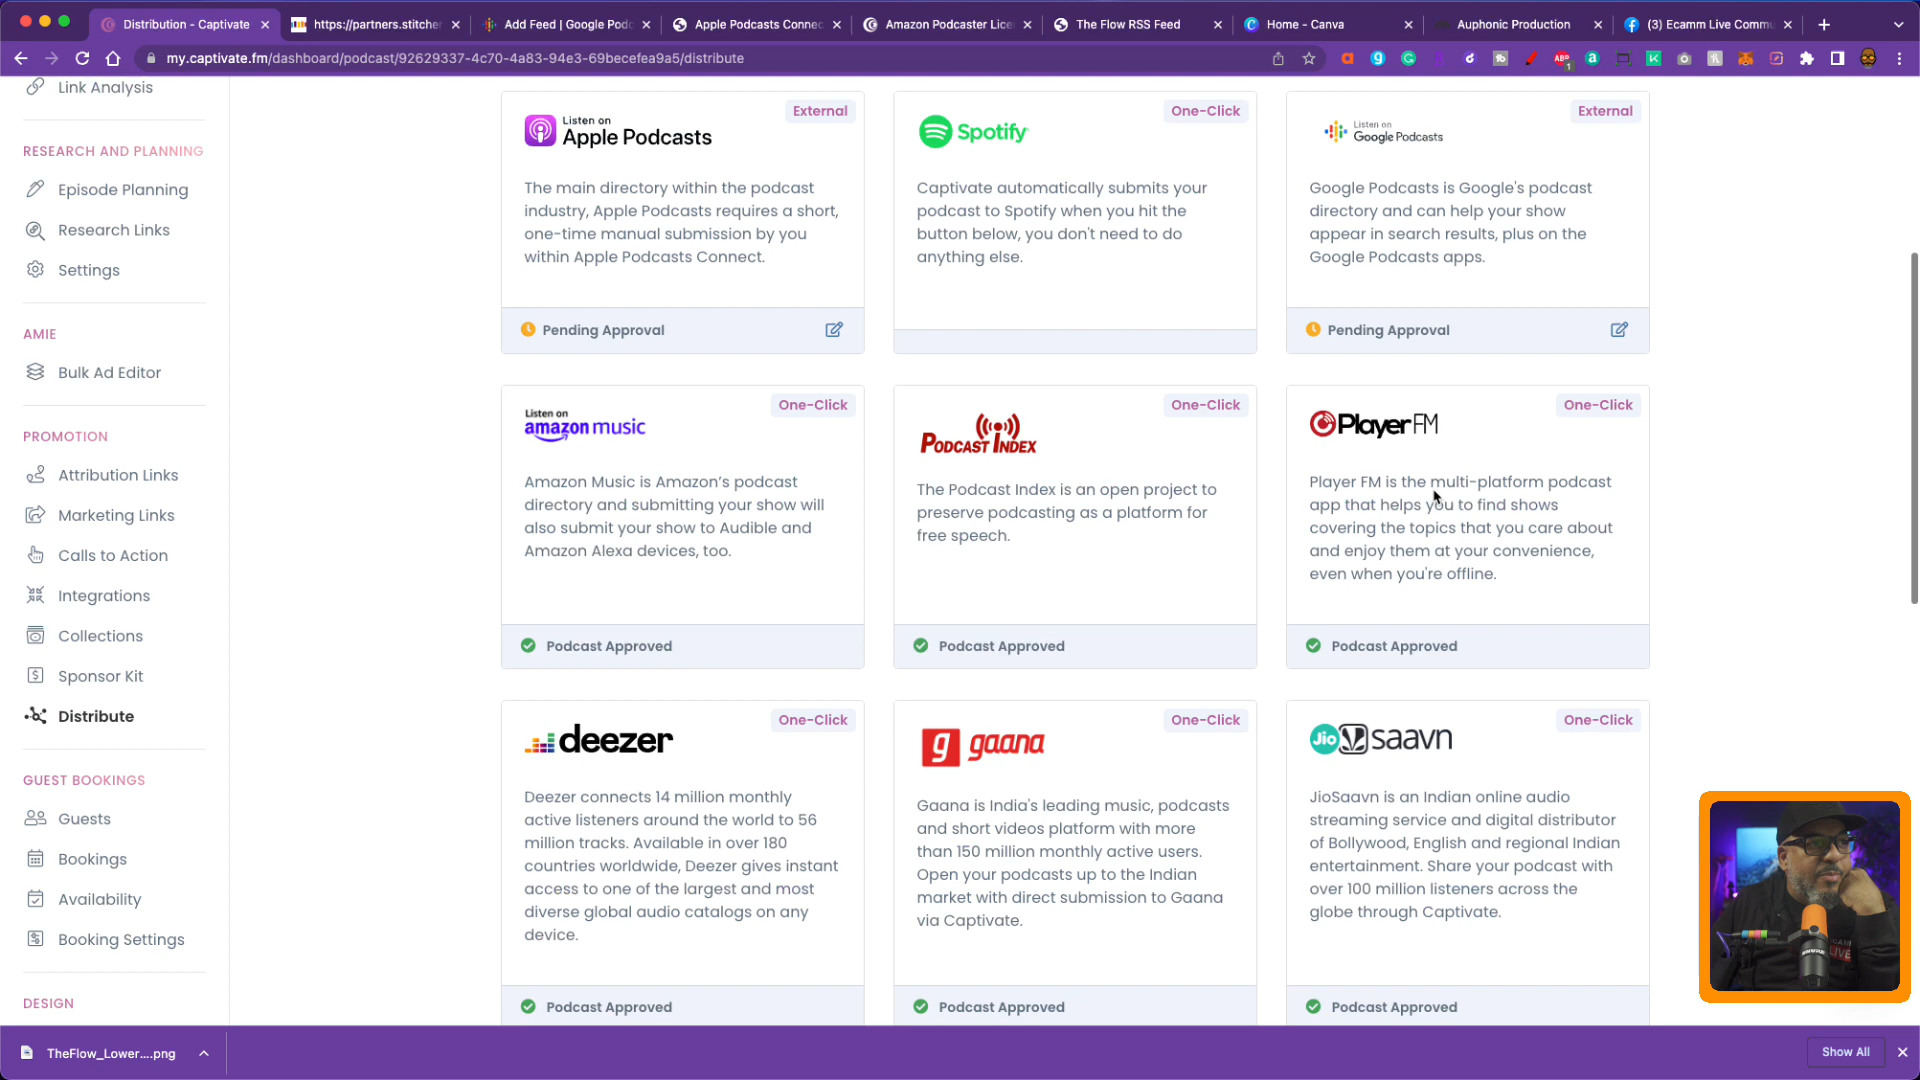 Distribution - Captivate
https://partners.stitcher
Add Feed | Google Podc
Apple Podcasts Connec
Amazon Podcaster Lice
The Flow RSS Feed
Home - Canva
Auphonic Production
(3) Ecamm Live Commu
my.captivate.fm/dashboard/podcast/92629337-4c70-4a83-94e3-69becefea9a5/distribute
Link Analysis
RESEARCH AND PLANNING
Episode Planning
Research Links
Settings
AMIE
Bulk Ad Editor
PROMOTION
Attribution Links
Marketing Links
Calls to Action
Integrations
Collections
Sponsor Kit
Distribute
GUEST BOOKINGS
Guests
Bookings
Availability
Booking Settings
DESIGN
External
Listen on
Apple Podcasts
The main directory within the podcast
industry, Apple Podcasts requires a short,
one-time manual submission by you
within Apple Podcasts Connect.
Pending Approval
One-Click
Spotify
Captivate automatically submits your
podcast to Spotify when you hit the
button below, you don't need to do
anything else.
External
Listen on
Google Podcasts
Google Podcasts is Google's podcast
directory and can help your show
appear in search results, plus on the
Google Podcasts apps.
Pending Approval
One-Click
Listen on
amazon music
Amazon Music is Amazon's podcast
directory and submitting your show will
also submit your show to Audible and
Amazon Alexa devices, too.
Podcast Approved
One-Click
PODCAST INDEX
The Podcast Index is an open project to
preserve podcasting as a platform for
free speech.
Podcast Approved
One-Click
Player FM
Player FM is the multi-platform podcast
app that helps you to find shows
covering the topics that you care about
and enjoy them at your convenience,
even when you're offline.
Podcast Approved
One-Click
deezer
Deezer connects 14 million monthly
active listeners around the world to 56
million tracks. Available in over 180
countries worldwide, Deezer gives instant
access to one of the largest and most
diverse global audio catalogs on any
device.
Podcast Approved
One-Click
g gaana
Gaana is India's leading music, podcasts
and short videos platform with more
than 150 million monthly active users.
Open your podcasts up to the Indian
market with direct submission to Gaana
via Captivate.
Podcast Approved
One-Click
Jio saavn
JioSaavn is an Indian online audio
streaming service and digital distributor
of Bollywood, English and regional Indian
entertainment. Share your podcast with
over 100 million listeners across the
globe through Captivate.
Podcast Approved
LIVE
TheFlow_Lower....png
Show All